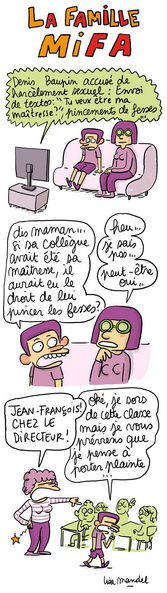 LA FAMILLE
MiFA
Denis Baupin accusé de
harcèlement sexuel : Envoi
de textos: "Tu veux être ma
maîtresse?", pincements de fesses
dis maman...
si sa collègue
avait été sa
maîtresse, il
aurait eu le
droit de lui
pincer les fesses?
heu...
je sais
pas...
peut-être
oui..
JEAN-FRANÇOIS!
CHEZ LE
DIRECTEUR!
oké, je sors
de cette classe
mais je vous
préviens que
je pense à
porter plainte...
lisa mandel